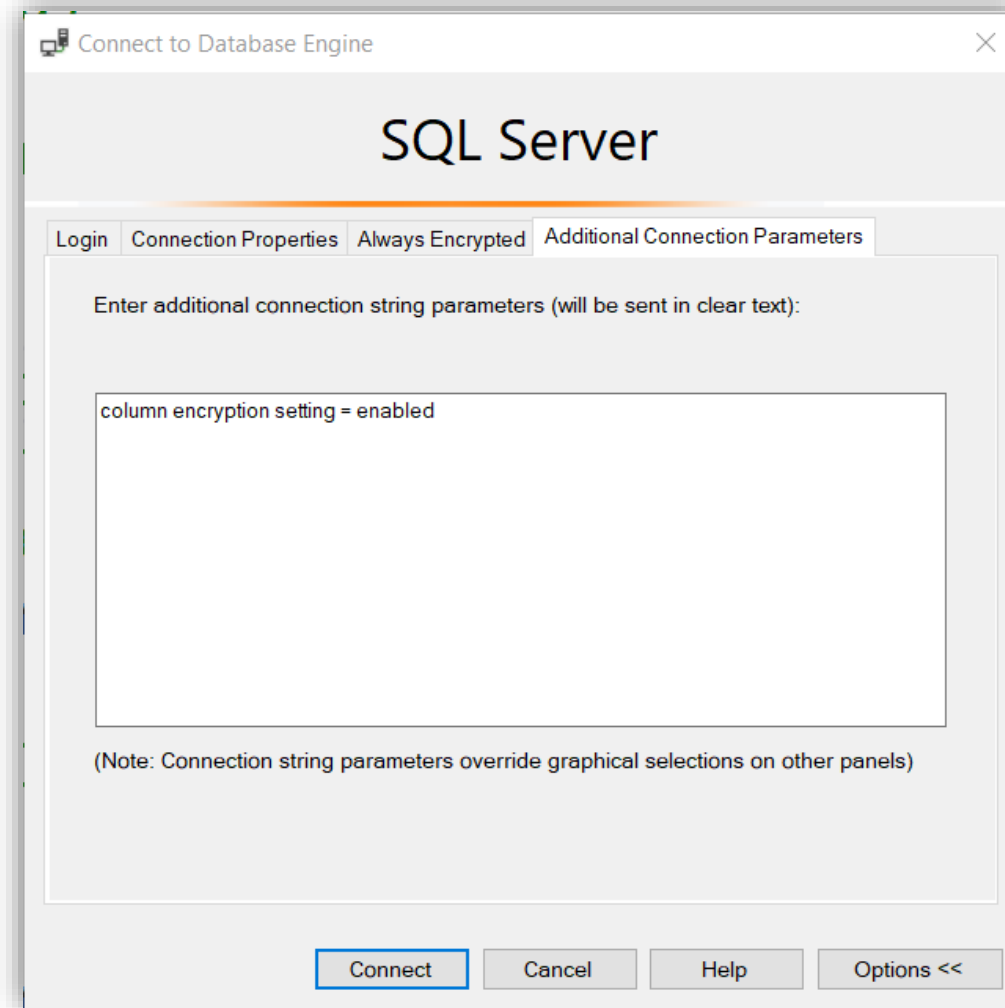 Connect to Database Engine
SQL Server
Login
Connection Properties
Always Encrypted
Additional Connection Parameters
Enter additional connection string parameters (will be sent in clear text):
column encryption setting = enabled
(Note: Connection string parameters override graphical selections on other panels)
Connect
Cancel
Help
Options <<